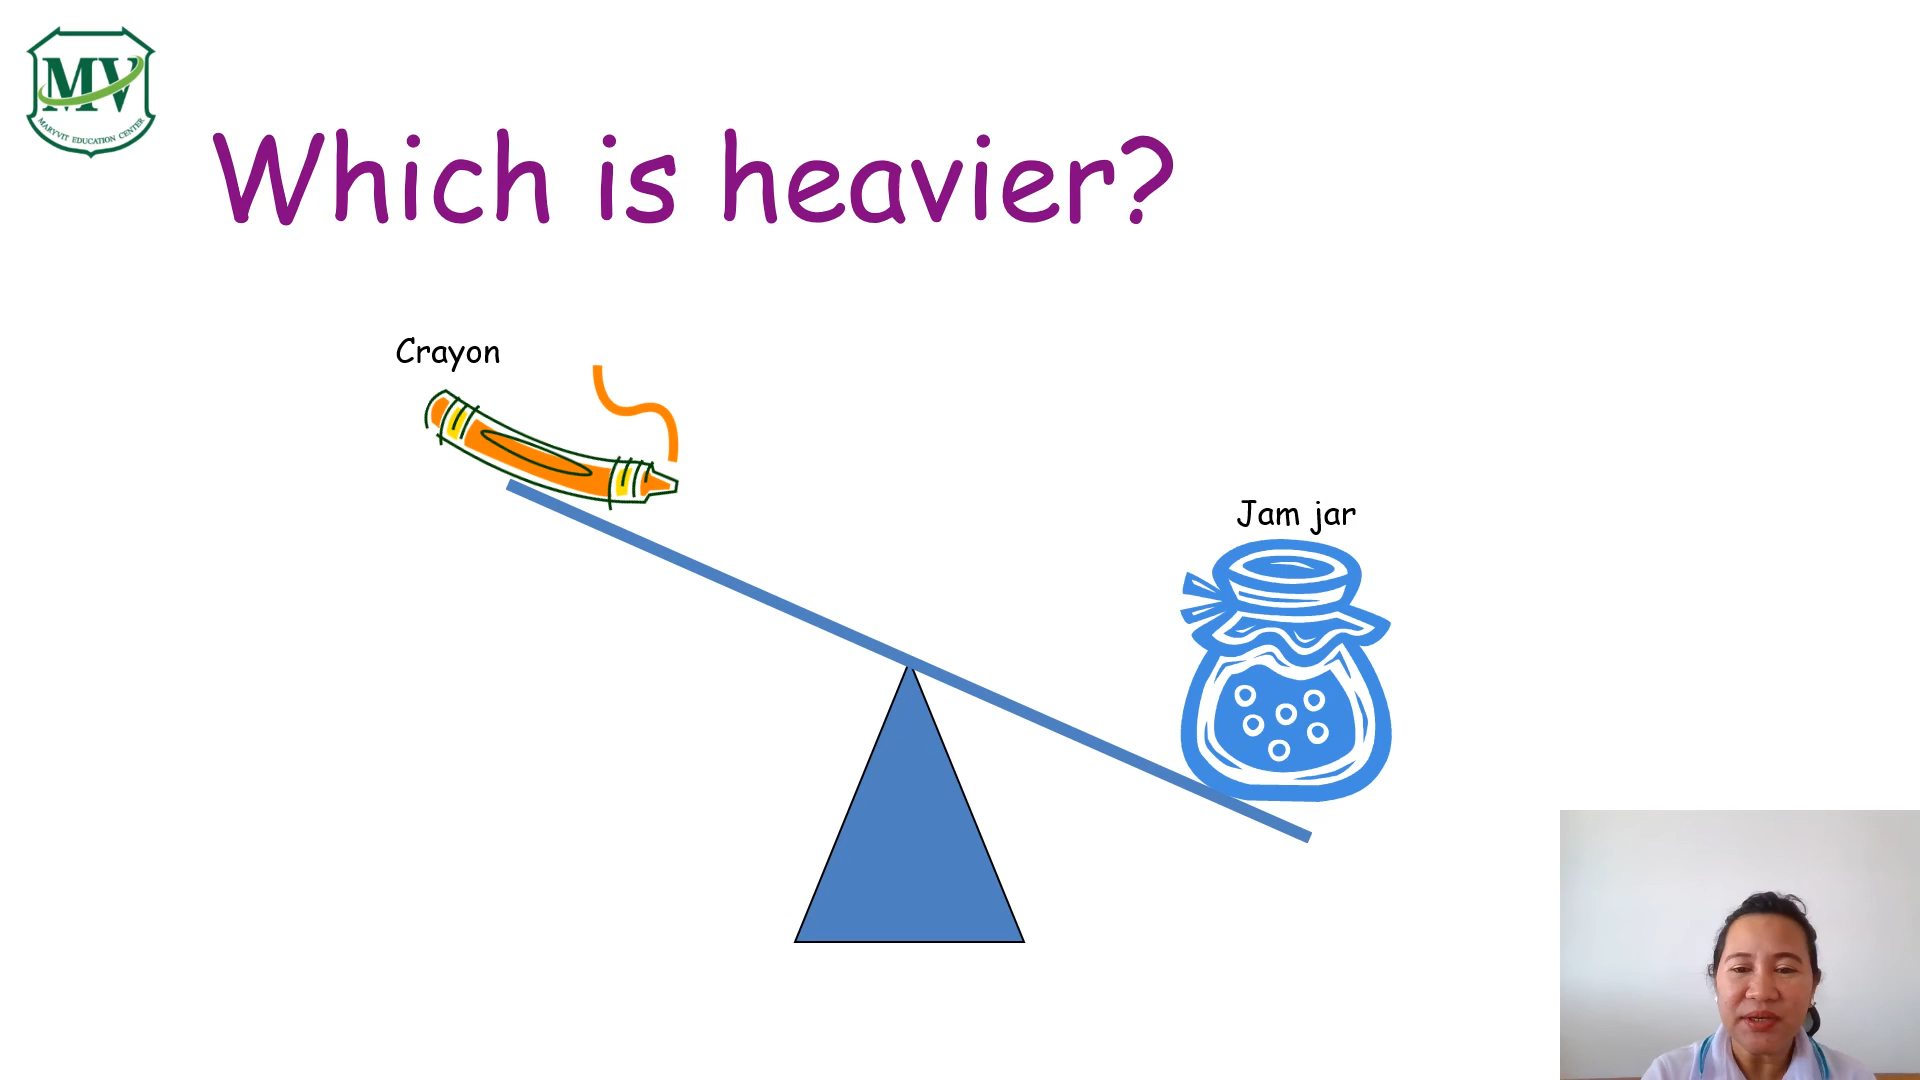 MV
MARYVIT EDUCATION CENTER
Which is heavier?
Crayon
Jam jar